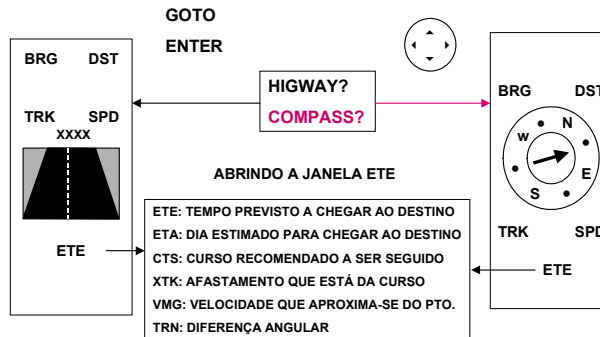 GOTO
ENTER
BRG DST
TRK SPD
XXXX
ETE
HIGWAY?
COMPASS?
BRG DST
N
W
E
S
TRK SPD
ETE
ABRINDO A JANELA ETE
ETE: TEMPO PREVISTO A CHEGAR AO DESTINO
ETA: DIA ESTIMADO PARA CHEGAR AO DESTINO
CTS: CURSO RECOMENDADO A SER SEGUIDO
XTK: AFASTAMENTO QUE ESTÁ DA CURSO
VMG: VELOCIDADE QUE APROXIMA-SE DO PTO.
TRN: DIFERENÇA ANGULAR